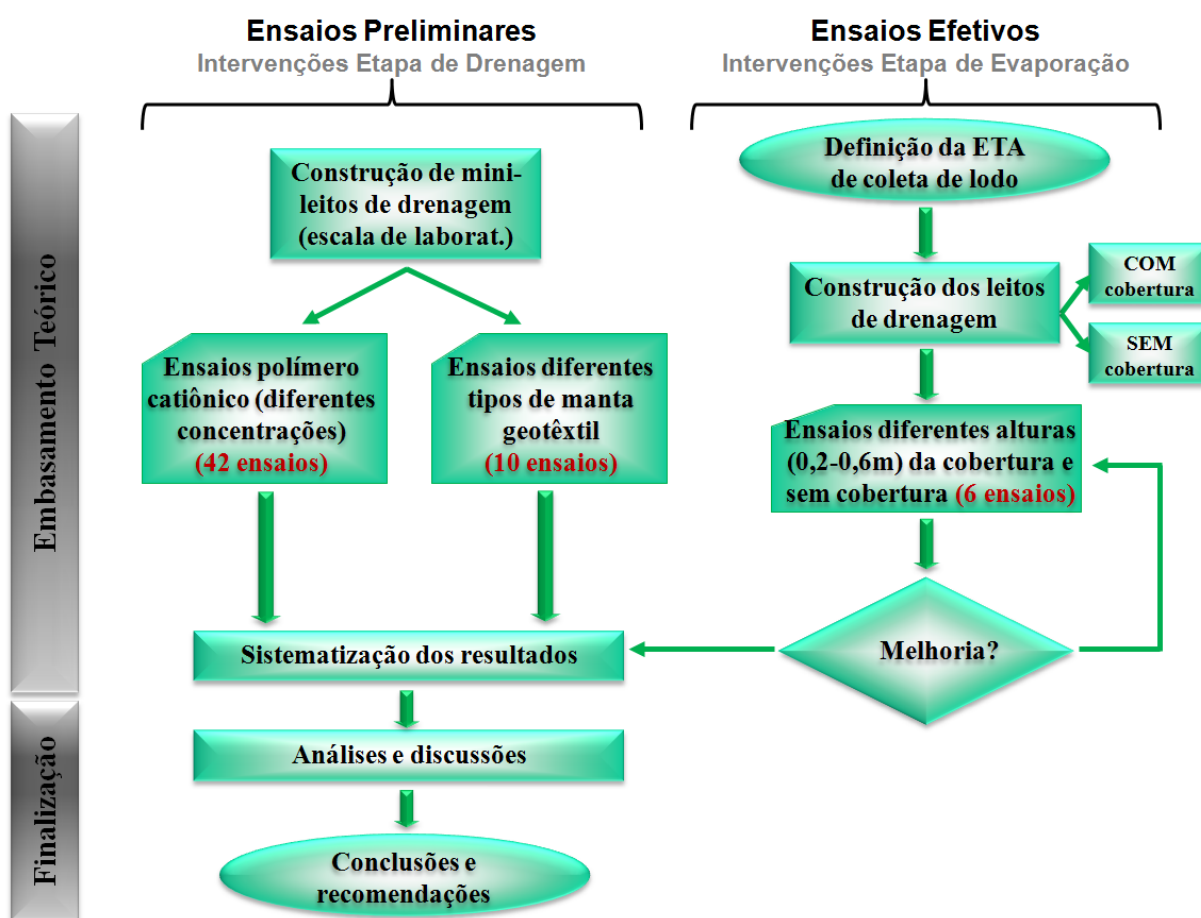 Ensaios Preliminares
Intervenções Etapa de Drenagem
Ensaios Efetivos
Intervenções Etapa de Evaporação
Embasamento Teórico
Finalização
Construção de mini-
leitos de drenagem
(escala de laborat.)
Ensaios polímero
catiônico (diferentes
concentrações)
(42 ensaios)
Ensaios diferentes
tipos de manta
geotêxtil
(10 ensaios)
Definição da ETA
de coleta de lodo
Construção dos leitos
de drenagem
COM
cobertura
SEM
cobertura
Ensaios diferentes alturas
(0,2-0,6m) da cobertura e
sem cobertura (6 ensaios)
Melhoria?
Sistematização dos resultados
Análises e discussões
Conclusões e
recomendações